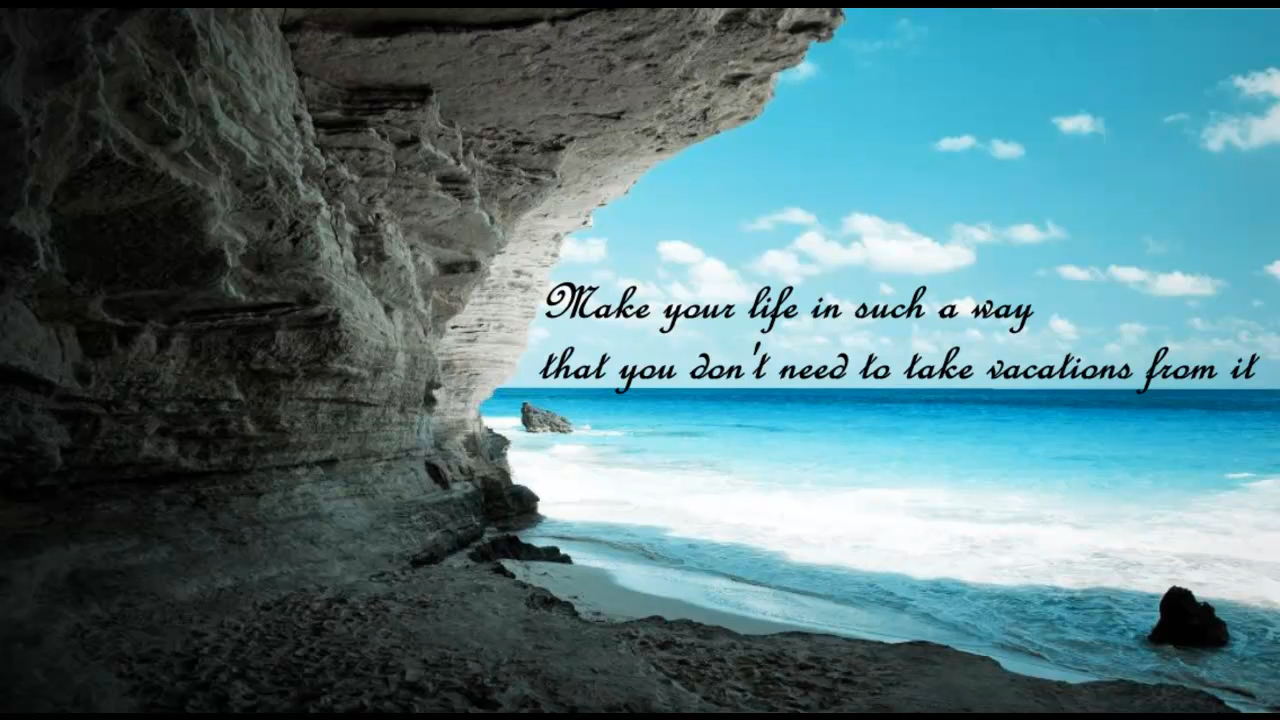 Make your life in such a way
that you don't need to take vacations from it